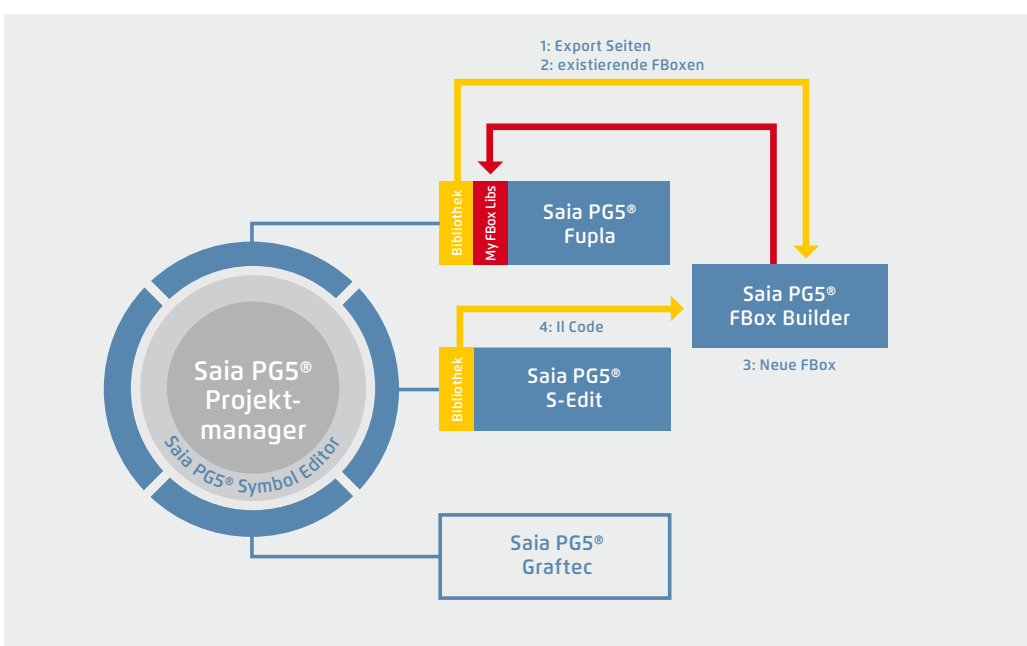 1: Export Seiten
2: existierende FBoxen
Bibliothek
My FBox Libs
Saia PG5®
Fupla
Saia PG5®
FBox Builder
3: Neue FBox
4: Il Code
Bibliothek
Saia PG5®
S-Edit
Saia PG5®
Projekt-
manager
Saia PG5® Symbol Editor
Saia PG5®
Graftec